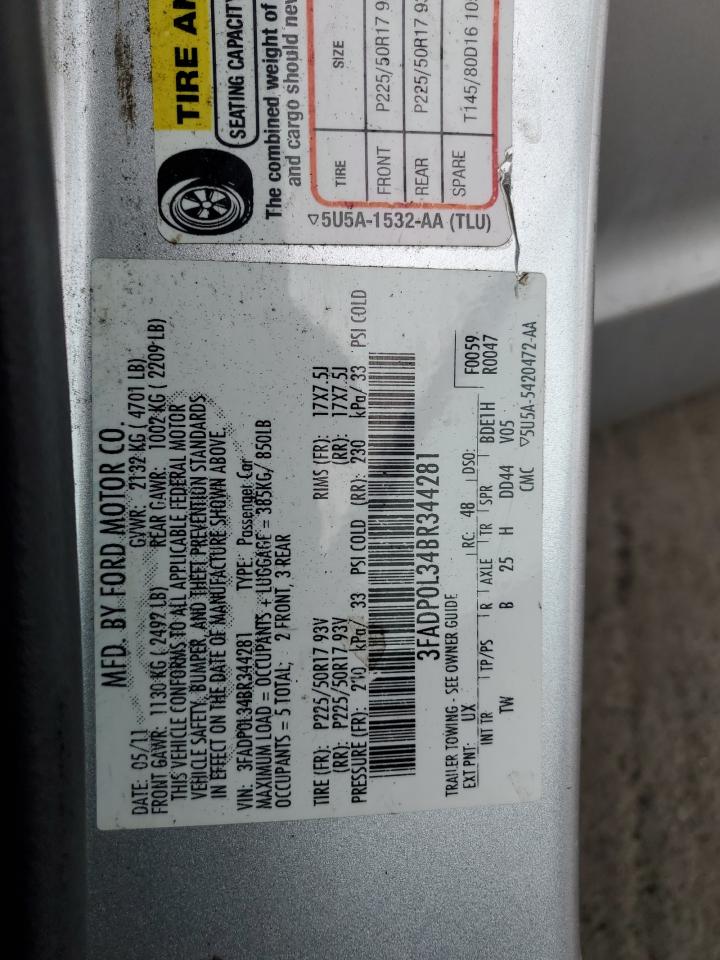 MFD. BY FORD MOTOR CO.
DATE: 05/11 GVWR: 2132 KG ( 4701 LB)
FRONT GAWR: 1130 KG ( 2492 LB) REAR GAWR: 1002 KG ( 2209 LB)
THIS VEHICLE CONFORMS TO ALL APPLICABLE FEDERAL MOTOR
VEHICLE SAFETY, BUMPER, AND THEFT PREVENTION STANDARDS
IN EFFECT ON THE DATE OF MANUFACTURE SHOWN ABOVE.
VIN: 3FADP0L34BR344281 TYPE: Passenger Car
MAXIMUM LOAD = OCCUPANTS + LUGGAGE = 385KG/ 850LB
OCCUPANTS = 5 TOTAL; 2 FRONT, 3 REAR
TIRE (FR): P225/50R17 93V RIMS (FR): 17X7.5J
(RR): P225/50R17 93V (RR): 17X7.5J
PRESSURE (FR): 210 kPa/ 33 PSI COLD (RR): 230 kPa/ 33 PSI COLD
3FADP0L34BR344281
TRAILER TOWING - SEE OWNER GUIDE
F0059
R0047
EXT PNT: UX RC: 48 DSO:
INT TR TP/PS R AXLE TR SPR BDE1H
TW B 25 H DD44 V05
CMC ▽5U5A-5420472-AA
TIRE AN
SEATING CAPACITY
The combined weight of
and cargo should nev
TIRE SIZE
FRONT P225/50R17 9
REAR P225/50R17 93
SPARE T145/80D16 10
▽5U5A-1532-AA (TLU)